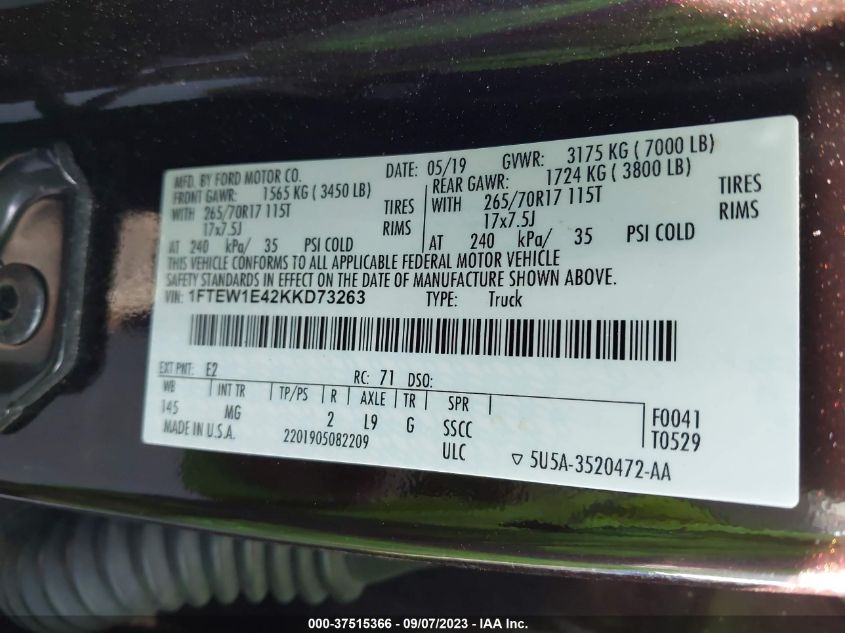 MFD. BY FORD MOTOR CO. DATE: 05/19 GVWR: 3175 KG ( 7000 LB)
FRONT GAWR: 1565 KG ( 3450 LB) REAR GAWR: 1724 KG ( 3800 LB)
WITH 265/70R17 115T TIRES WITH 265/70R17 115T TIRES
17x7.5J RIMS 17x7.5J RIMS
AT 240 kPa/ 35 PSI COLD AT 240 kPa/ 35 PSI COLD
THIS VEHICLE CONFORMS TO ALL APPLICABLE FEDERAL MOTOR VEHICLE
SAFETY STANDARDS IN EFFECT ON THE DATE OF MANUFACTURE SHOWN ABOVE.
VIN: 1FTEW1E42KKD73263 TYPE: Truck
EXT PNT: E2 RC: 71 DSO:
WB INT TR TP/PS R AXLE TR SPR
145 MG 2 L9 G SSCC F0041
MADE IN U.S.A. 2201905082209 ULC T0529
5U5A-3520472-AA
000-37515366 - 09/07/2023 - IAA Inc.